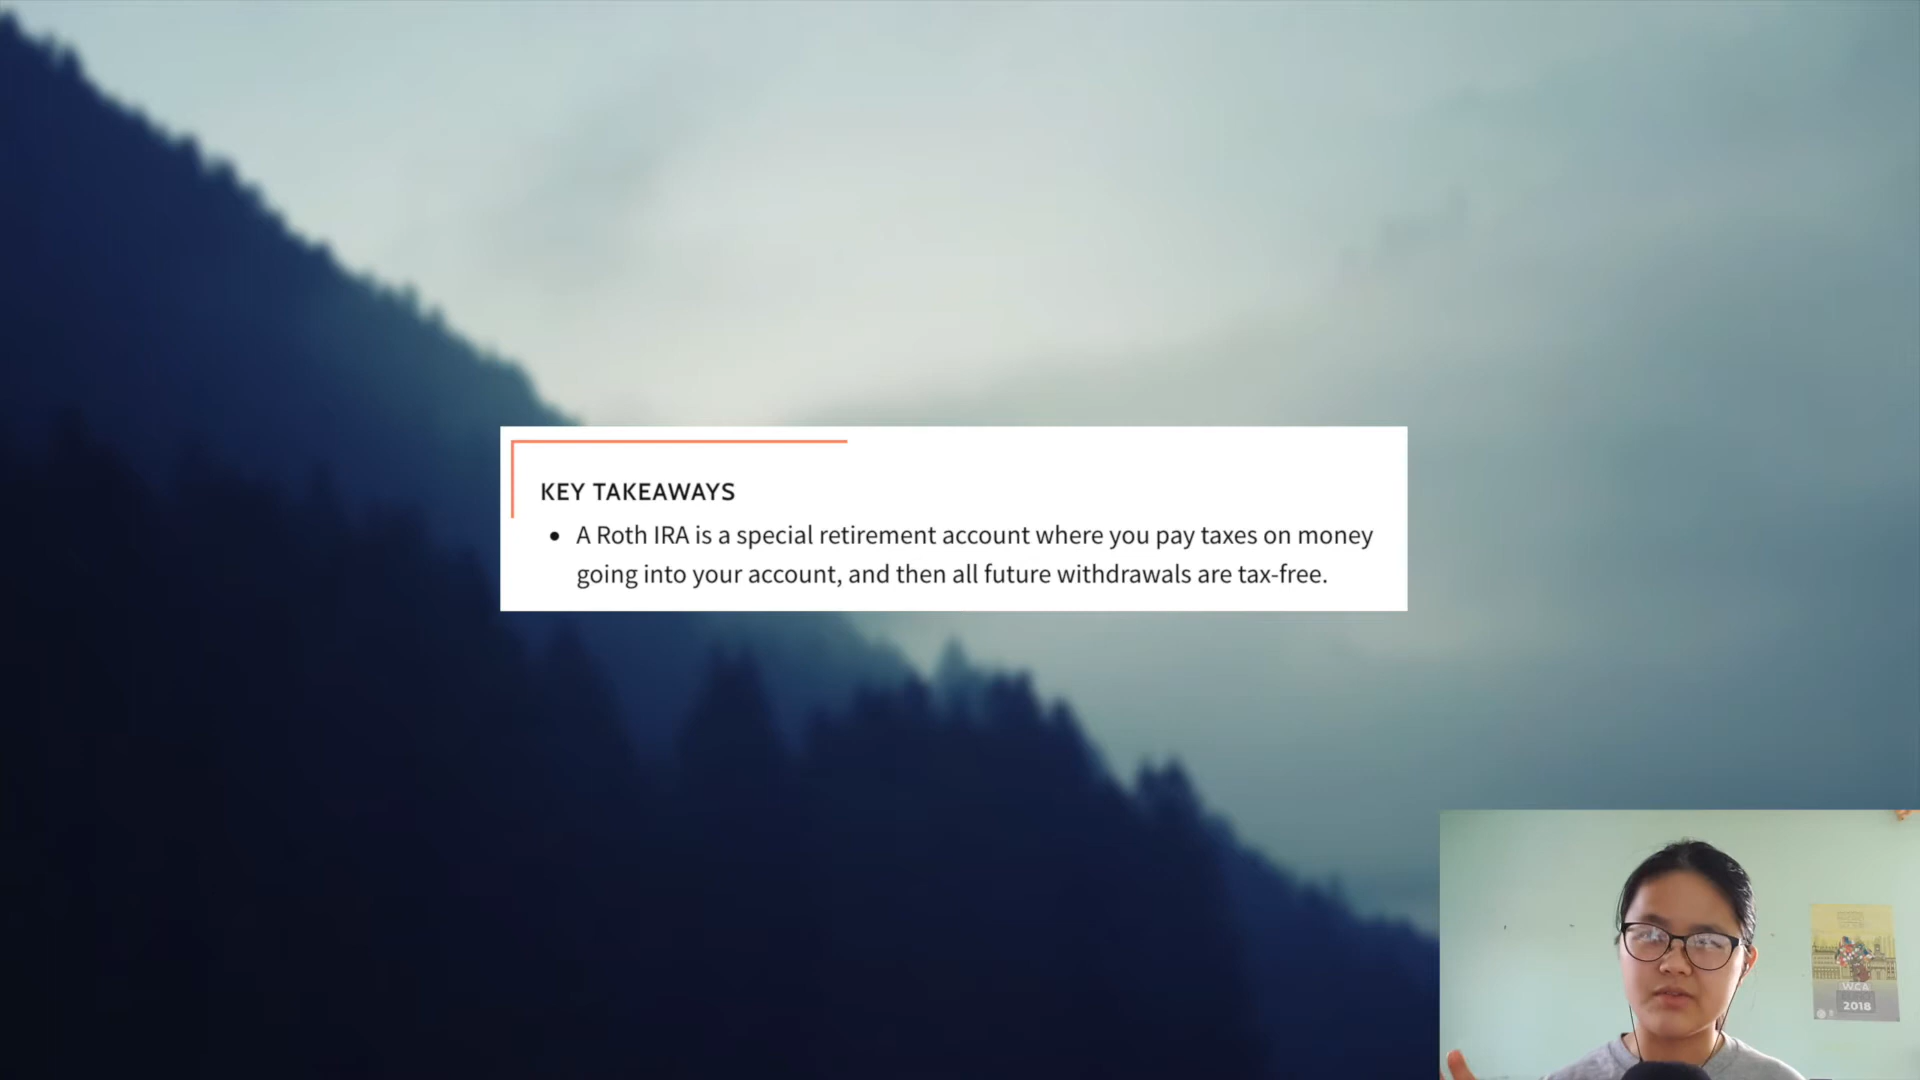 KEY TAKEAWAYS
• A Roth IRA is a special retirement account where you pay taxes on money
going into your account, and then all future withdrawals are tax-free.
WCA
2018